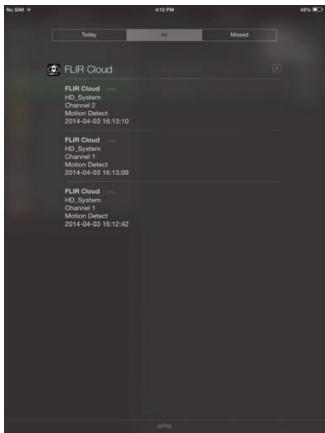 No SIM
4:13 PM
48%
Today
All
Missed
FLIR Cloud
FLIR Cloud
HD_System
Channel 2
Motion Detect
2014-04-03 16:13:10
FLIR Cloud
HD_System
Channel 1
Motion Detect
2014-04-03 16:13:09
FLIR Cloud
HD_System
Channel 1
Motion Detect
2014-04-03 16:12:42